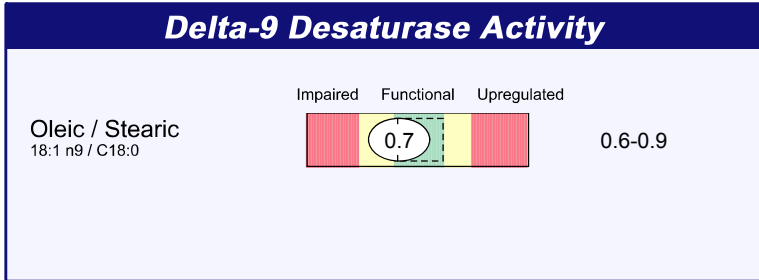 Delta-9 Desaturase Activity
Impaired Functional Upregulated
Oleic / Stearic
18:1 n9 / C18:0
0.7
0.6-0.9